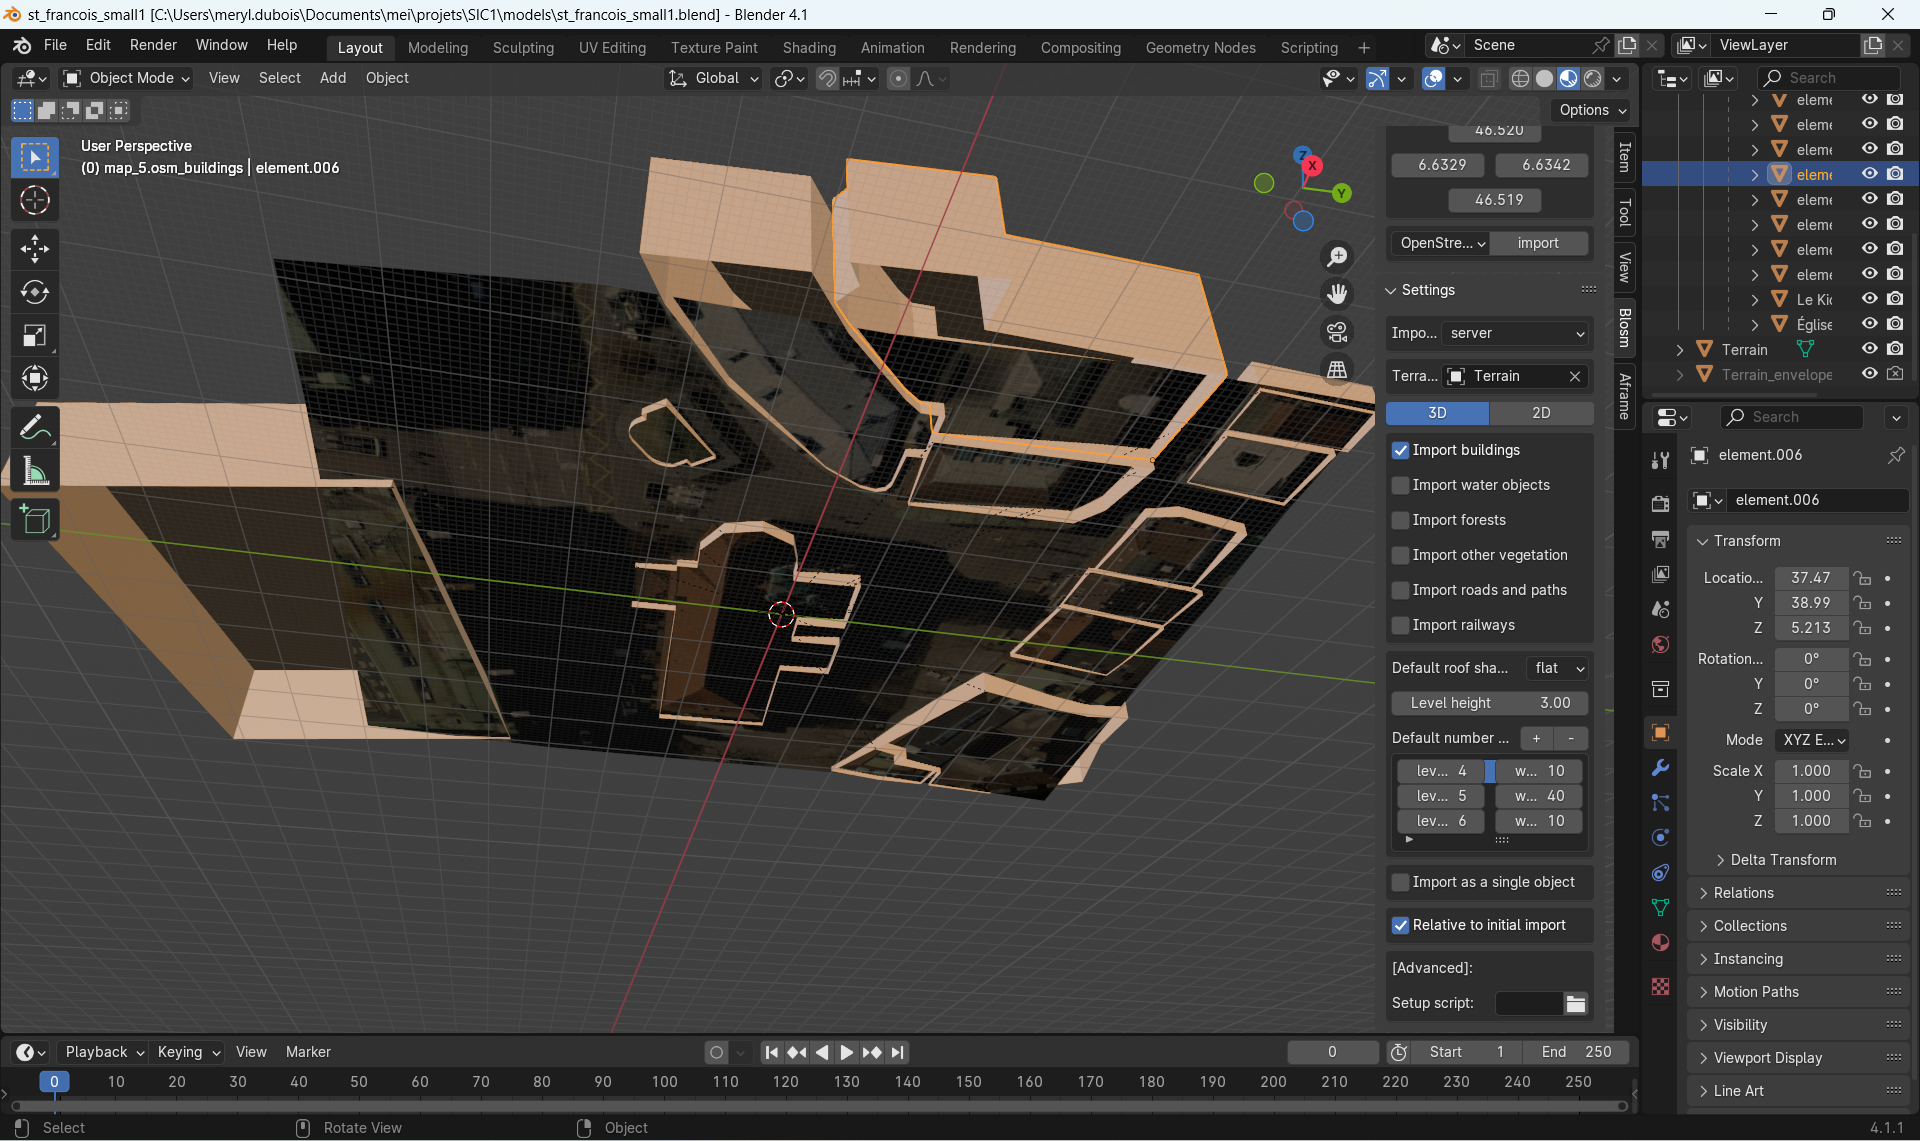 st_francois_small1 [C:\Users\meryl.dubois\Documents\mei\projets\SIC1\models\st_francois_small1.blend] - Blender 4.1
File Edit Render Window Help Layout Modeling Sculpting UV Editing Texture Paint Shading Animation Rendering Compositing Geometry Nodes Scripting + Scene ViewLayer
Object Mode View Select Add Object Global Search
Options
User Perspective
(0) map_5.osm_buildings | element.006
Z
X
Y
46.520
6.6329 6.6342
46.519
OpenStre... import
Settings
Impo... server
Terra... Terrain
3D 2D
Import buildings
Import water objects
Import forests
Import other vegetation
Import roads and paths
Import railways
Default roof sha... flat
Level height 3.00
Default number ... + -
lev... 4 w... 10
lev... 5 w... 40
lev... 6 w... 10
Import as a single object
Relative to initial import
[Advanced]:
Setup script:
Item
Tool
View
Blosm
Aframe
eleme
eleme
eleme
eleme
eleme
eleme
eleme
eleme
Le Kio
Église
Terrain
Terrain_envelope
Search
element.006
element.006
Transform
Locatio... 37.47
Y 38.99
Z 5.213
Rotation... 0°
Y 0°
Z 0°
Mode XYZ E...
Scale X 1.000
Y 1.000
Z 1.000
Delta Transform
Relations
Collections
Instancing
Motion Paths
Visibility
Viewport Display
Line Art
Playback Keying View Marker 0 Start 1 End 250
0 10 20 30 40 50 60 70 80 90 100 110 120 130 140 150 160 170 180 190 200 210 220 230 240 250
Select Rotate View Object 4.1.1